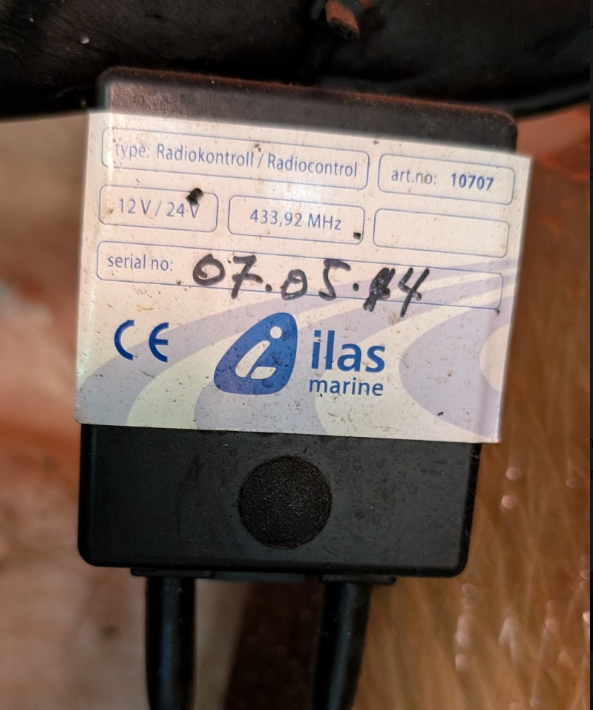 type: Radiokontroll / Radiocontrol
art.no: 10707
12 V / 24 V
433,92 MHz
serial no: 07.05.14
CE
ilas
marine